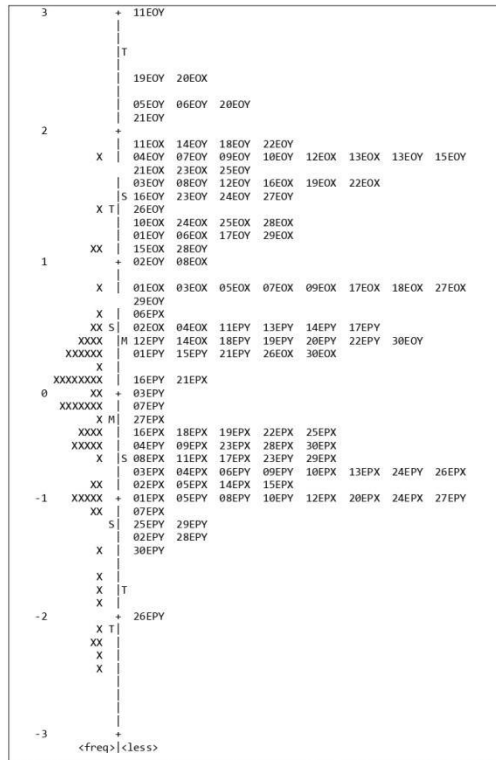 3 + 11EOY
|
|
|T
|
| 19EOY 20EOX
|
| 05EOY 06EOY 20EOY
| 21EOY
2 +
| 11EOX 14EOY 18EOY 22EOY
X | 04EOY 07EOY 09EOY 10EOY 12EOX 13EOX 13EOY 15EOY
| 21EOX 23EOX 25EOY
| 03EOY 08EOY 12EOY 16EOX 19EOX 22EOX
|S 16EOY 23EOY 24EOY 27EOY
X T| 26EOY
| 10EOX 24EOX 25EOX 28EOX
| 01EOY 06EOX 17EOY 29EOX
XX | 15EOX 28EOY
1 + 02EOY 08EOX
|
X | 01EOX 03EOX 05EOX 07EOX 09EOX 17EOX 18EOX 27EOX
| 29EOY
X | 06EPX
XX S| 02EOX 04EOX 11EPY 13EPY 14EPY 17EPY
XXXX |M 12EPY 14EOX 18EPY 19EPY 20EPY 22EPY 30EOY
XXXXXX | 01EPY 15EPY 21EPY 26EOX 30EOX
X |
XXXXXXXX | 16EPY 21EPX
0 XX + 03EPY
XXXXXXX | 07EPY
X M| 27EPX
XXXX | 16EPX 18EPX 19EPX 22EPX 25EPX
XXXXX | 04EPY 09EPX 23EPX 28EPX 30EPX
X |S 08EPX 11EPX 17EPX 23EPY 29EPX
| 03EPX 04EPX 06EPY 09EPY 10EPX 13EPX 24EPY 26EPX
XX | 02EPX 05EPX 14EPX 15EPX
-1 XXXXX + 01EPX 05EPY 08EPY 10EPY 12EPX 20EPX 24EPX 27EPY
XX | 07EPX
S| 25EPY 29EPY
| 02EPY 28EPY
X | 30EPY
|
X |
X |T
X |
-2 + 26EPY
X T|
XX |
X |
X |
|
|
|
|
-3 +
<freq>|<less>